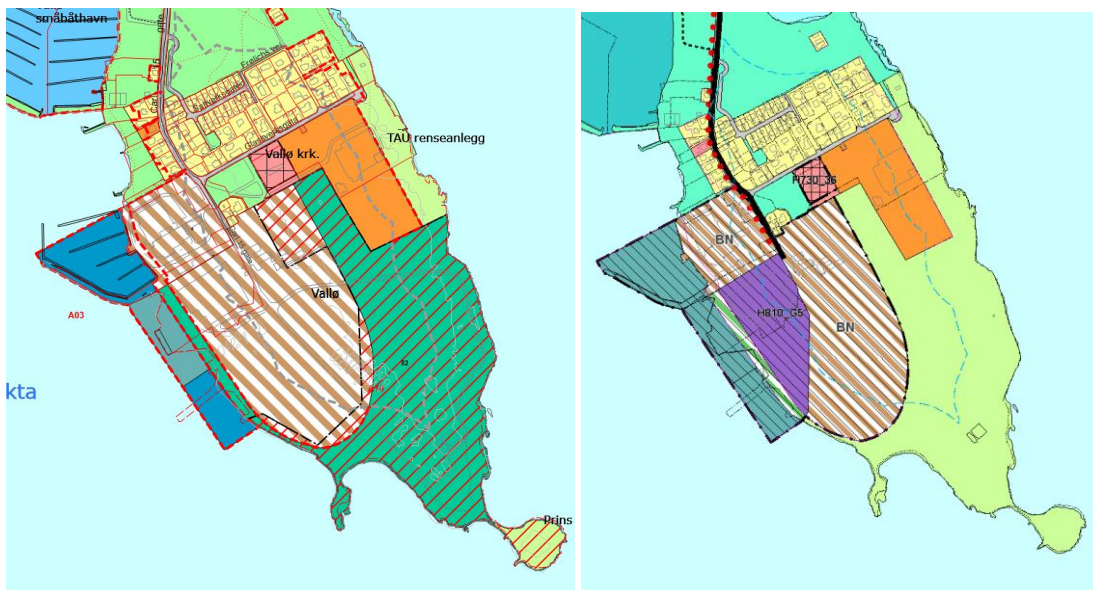 småbåthavn
TAU renseanlegg
Vallø krk.
Vallø
A03
kta
Prins
H730_36
BN
H810_G5
BN